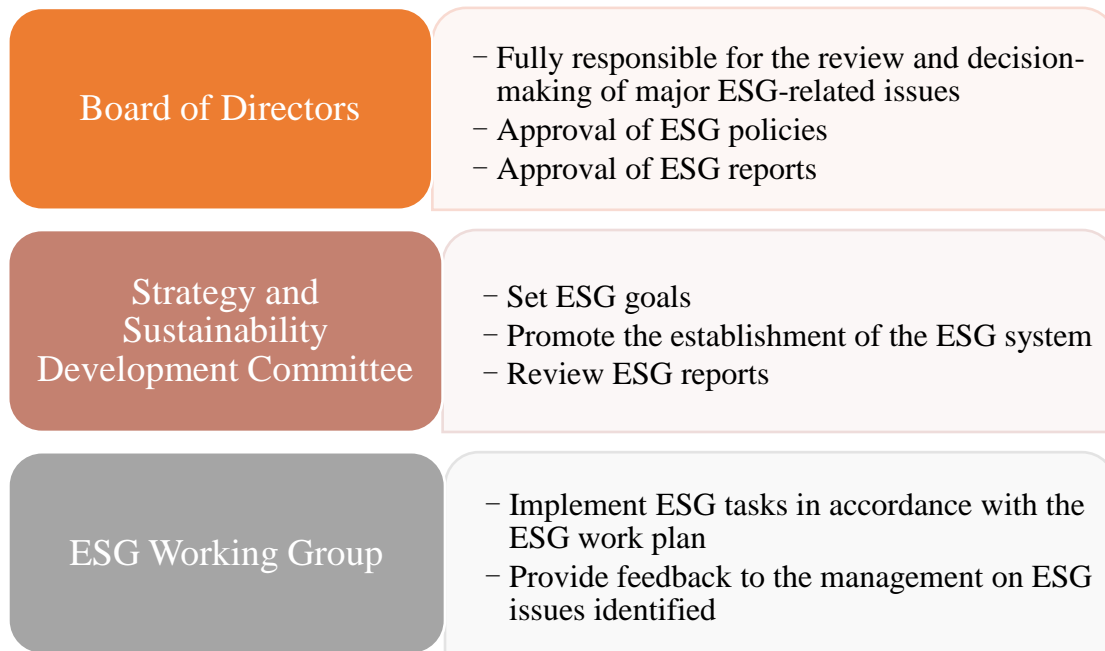 Board of Directors
− Fully responsible for the review and decision-
making of major ESG-related issues
− Approval of ESG policies
− Approval of ESG reports
Strategy and
Sustainability
Development Committee
− Set ESG goals
− Promote the establishment of the ESG system
− Review ESG reports
ESG Working Group
− Implement ESG tasks in accordance with the
ESG work plan
− Provide feedback to the management on ESG
issues identified